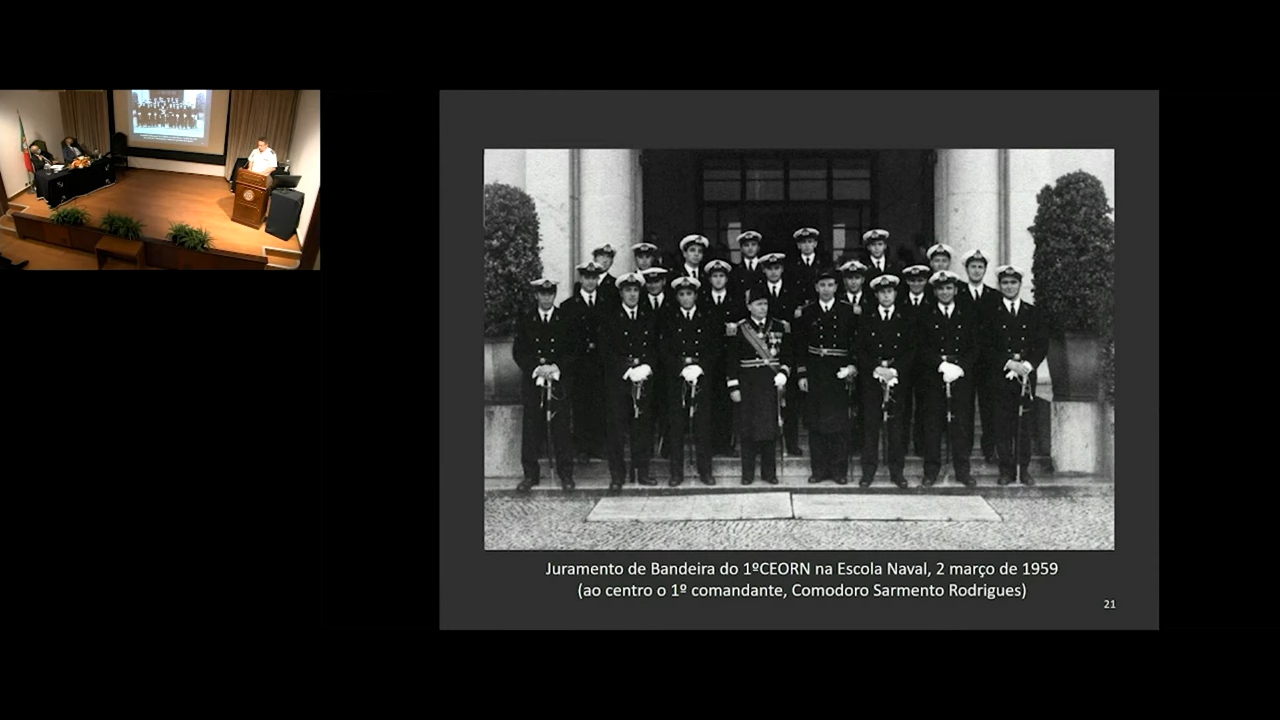 Juramento de Bandeira do 1ºCEORN na Escola Naval, 2 março de 1959
(ao centro o 1º comandante, Comodoro Sarmento Rodrigues)
21